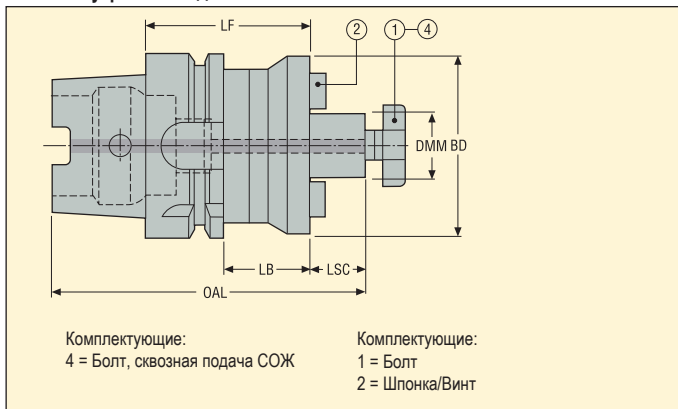 LF
2
1
4
DMM BD
LB
LSC
OAL
Комплектующие:
4 = Болт, сквозная подача СОЖ
Комплектующие:
1 = Болт
2 = Шпонка/Винт